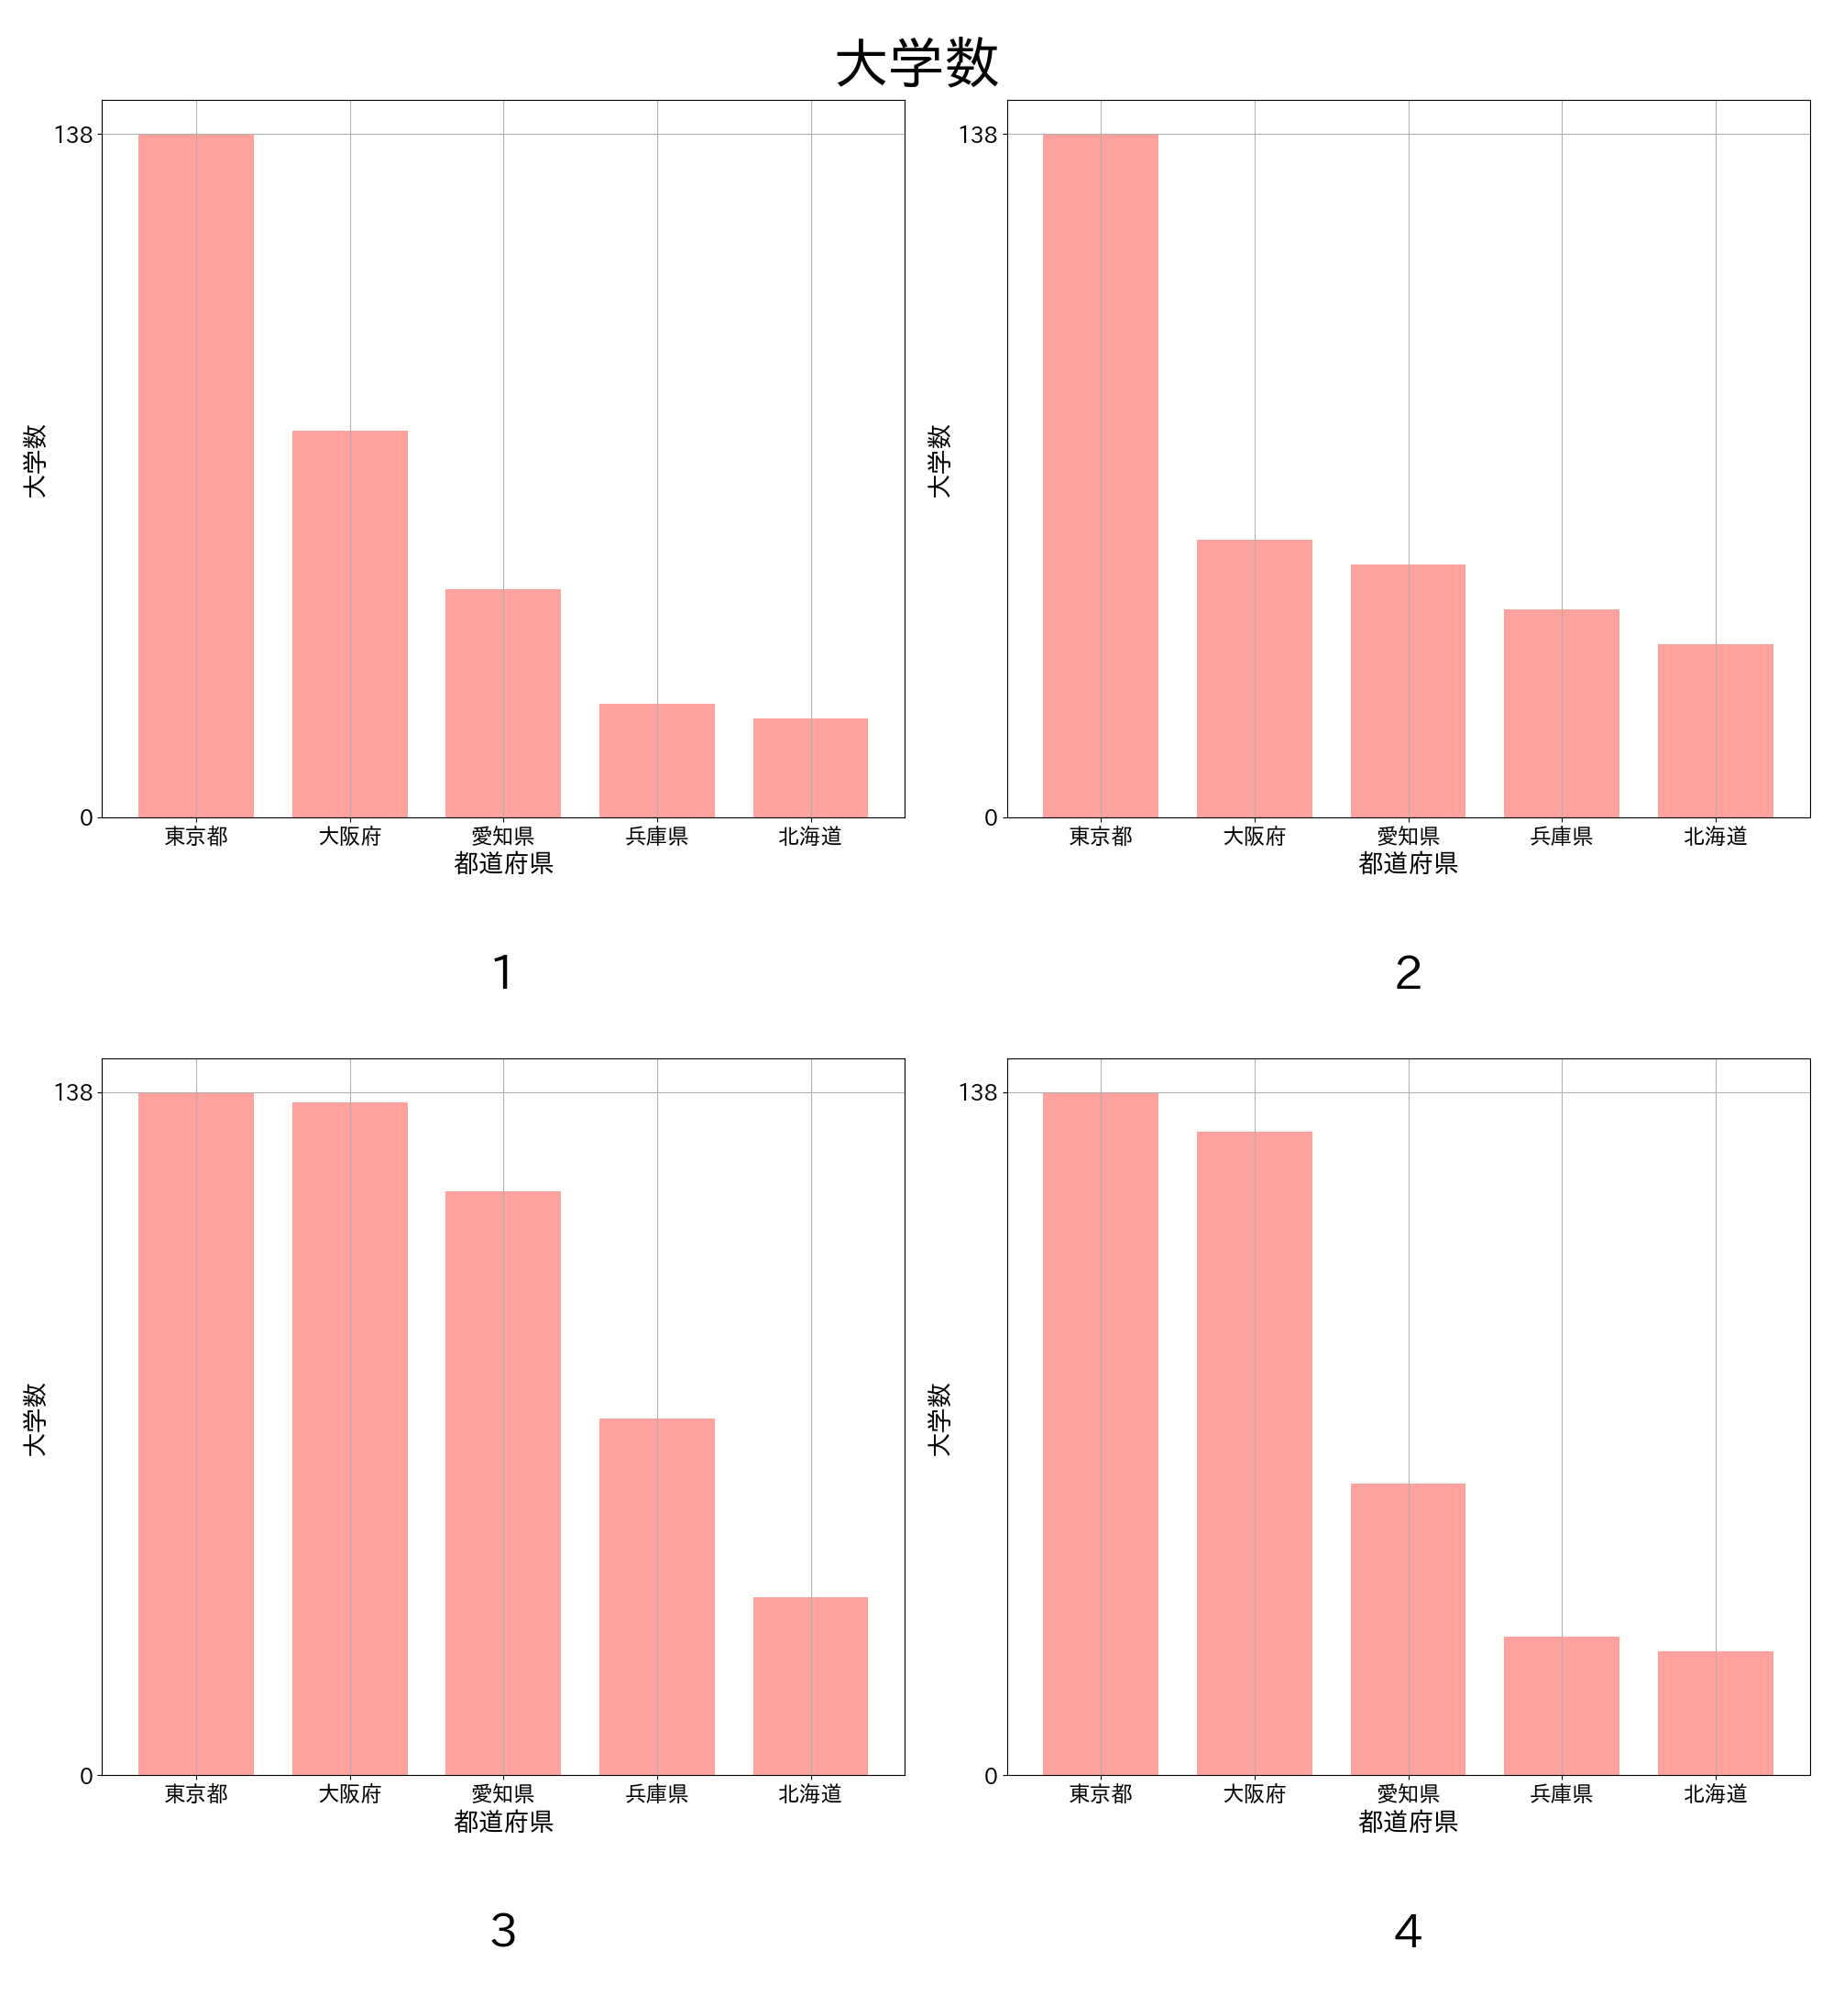 大学数
138
0
大学数
東京都 大阪府 愛知県 兵庫県 北海道
都道府県
1
138
0
大学数
東京都 大阪府 愛知県 兵庫県 北海道
都道府県
2
138
0
大学数
東京都 大阪府 愛知県 兵庫県 北海道
都道府県
3
138
0
大学数
東京都 大阪府 愛知県 兵庫県 北海道
都道府県
4